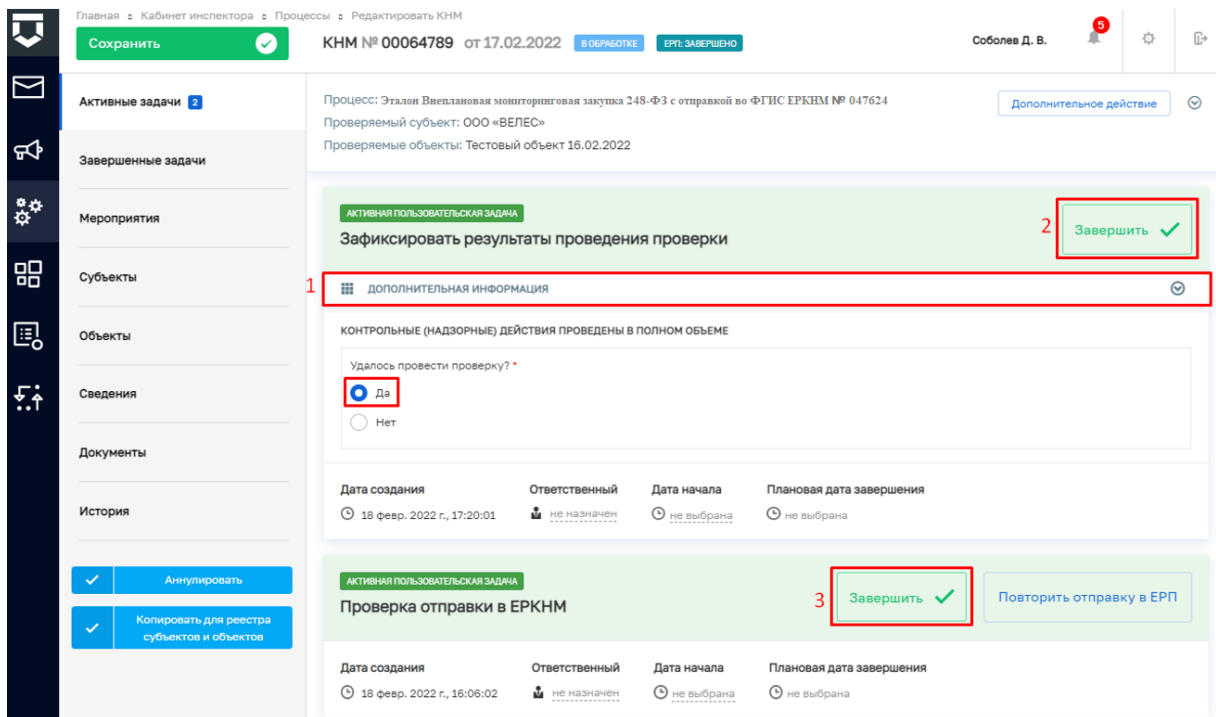 Главная : Кабинет инспектора : Процессы : Редактировать КНМ
Сохранить
КНМ № 00064789 от 17.02.2022 В ОБРАБОТКЕ ЕРП: ЗАВЕРШЕНО
Соболев Д. В.
5
Активные задачи 2
Завершенные задачи
Мероприятия
Субъекты
Объекты
Сведения
Документы
История
Аннулировать
Копировать для реестра
субъектов и объектов
Процесс: Эталон Внеплановая мониторинговая закупка 248-ФЗ с отправкой во ФГИС ЕРКНМ № 047624
Проверяемый субъект: ООО «ВЕЛЕС»
Проверяемые объекты: Тестовый объект 16.02.2022
Дополнительное действие
АКТИВНАЯ ПОЛЬЗОВАТЕЛЬСКАЯ ЗАДАЧА
Зафиксировать результаты проведения проверки
2
Завершить
1
ДОПОЛНИТЕЛЬНАЯ ИНФОРМАЦИЯ
КОНТРОЛЬНЫЕ (НАДЗОРНЫЕ) ДЕЙСТВИЯ ПРОВЕДЕНЫ В ПОЛНОМ ОБЪЕМЕ
Удалось провести проверку? *
Да
Нет
Дата создания Ответственный Дата начала Плановая дата завершения
18 февр. 2022 г., 17:20:01 не назначен не выбрана не выбрана
АКТИВНАЯ ПОЛЬЗОВАТЕЛЬСКАЯ ЗАДАЧА
Проверка отправки в ЕРКНМ
3
Завершить
Повторить отправку в ЕРП
Дата создания Ответственный Дата начала Плановая дата завершения
18 февр. 2022 г., 16:06:02 не назначен не выбрана не выбрана